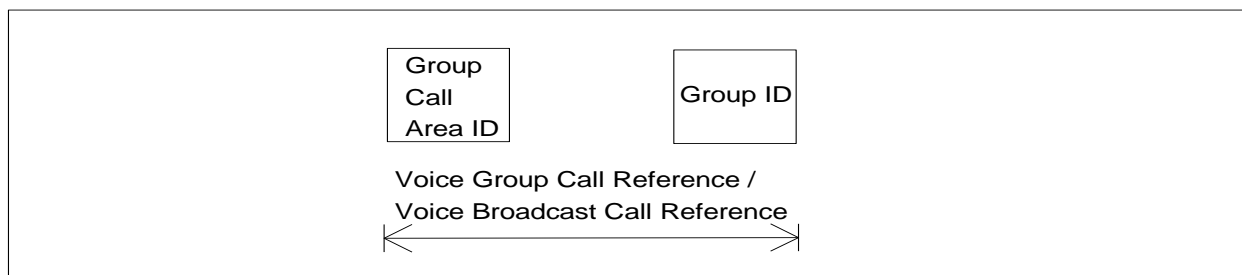 Group
Call
Area ID
Group ID
Voice Group Call Reference /
Voice Broadcast Call Reference